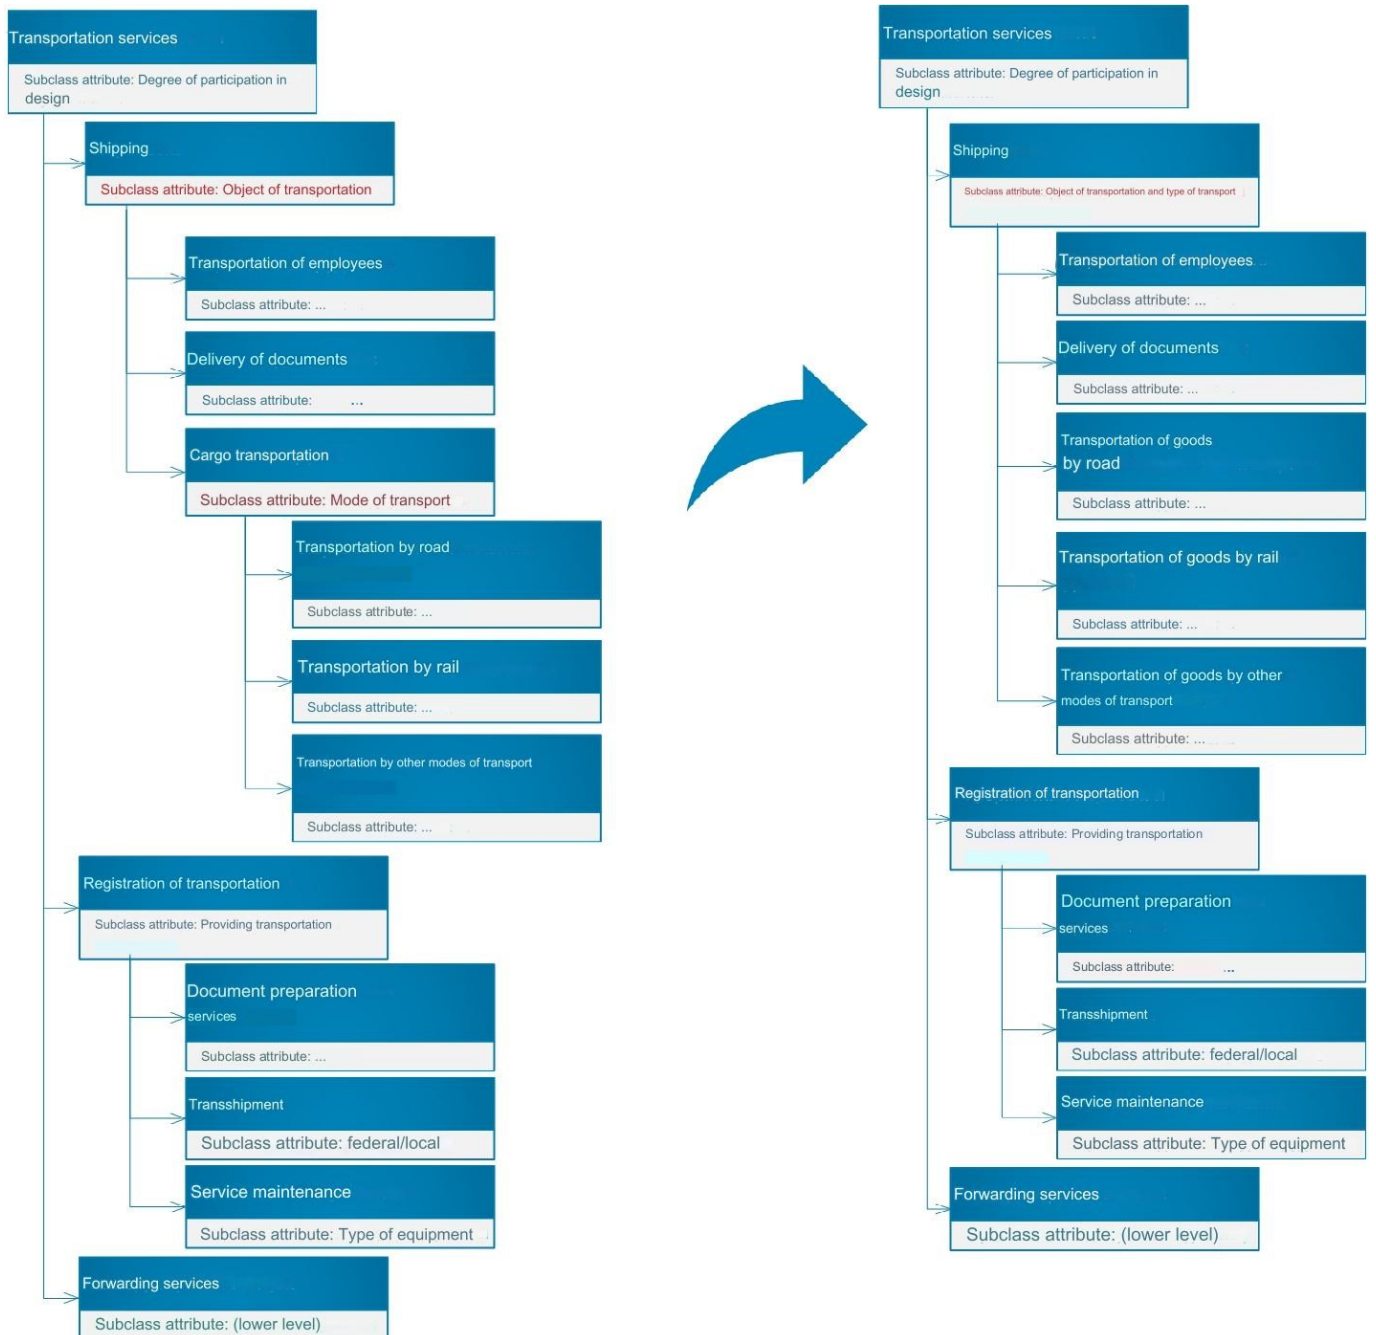 Transportation services
Subclass attribute: Degree of participation in
design
Shipping
Subclass attribute: Object of transportation
Transportation of employees
Subclass attribute: ...
Delivery of documents
Subclass attribute: ...
Cargo transportation
Subclass attribute: Mode of transport
Transportation by road
Subclass attribute: ...
Transportation by rail
Subclass attribute: ...
Transportation by other modes of transport
Subclass attribute: ...
Registration of transportation
Subclass attribute: Providing transportation
Document preparation
services
Subclass attribute: ...
Transshipment
Subclass attribute: federal/local
Service maintenance
Subclass attribute: Type of equipment
Forwarding services
Subclass attribute: (lower level)
Transportation services
Subclass attribute: Degree of participation in
design
Shipping
Subclass attribute: Object of transportation and type of transport
Transportation of employees
Subclass attribute: ...
Delivery of documents
Subclass attribute: ...
Transportation of goods
by road
Subclass attribute: ...
Transportation of goods by rail
Subclass attribute: ...
Transportation of goods by other
modes of transport
Subclass attribute: ...
Registration of transportation
Subclass attribute: Providing transportation
Document preparation
services
Subclass attribute: ...
Transshipment
Subclass attribute: federal/local
Service maintenance
Subclass attribute: Type of equipment
Forwarding services
Subclass attribute: (lower level)